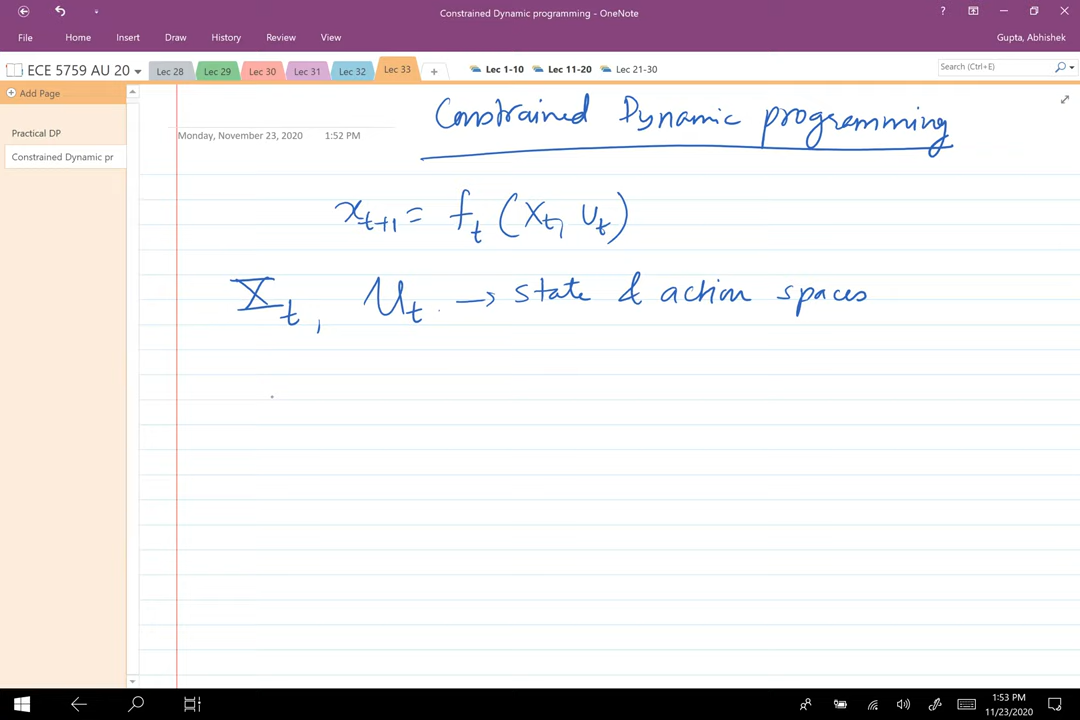 Constrained Dynamic programming - OneNote
?
File Home Insert Draw History Review View
Gupta, Abhishek
ECE 5759 AU 20
Lec 28 Lec 29 Lec 30 Lec 31 Lec 32 Lec 33 + Lec 1-10 Lec 11-20 Lec 21-30
Search (Ctrl+E)
Add Page
Practical DP
Constrained Dynamic pr
Constrained Dynamic programming
Monday, November 23, 2020 1:52 PM
x_{t+1} = f_t (X_t, U_t)
X_t, U_t → state & action spaces
1:53 PM
11/23/2020